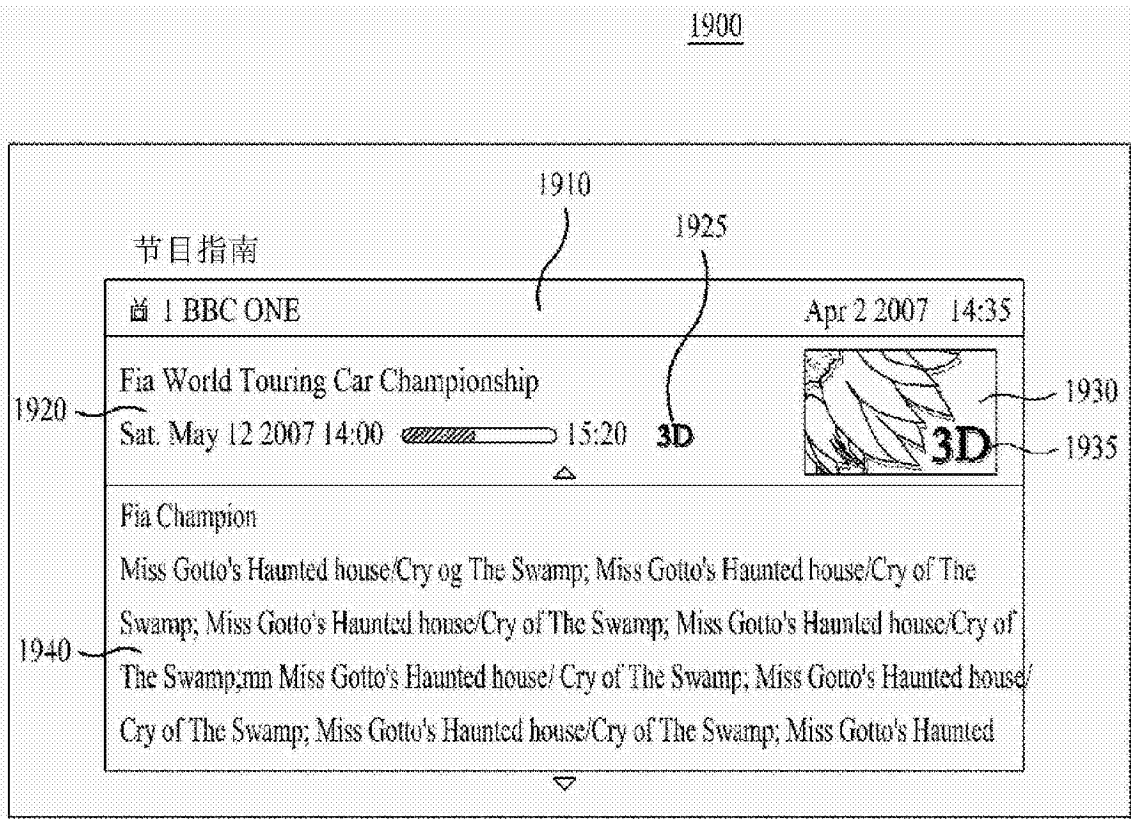 1900
1910
1925
节目指南
1 BBC ONE Apr 2 2007 14:35
Fia World Touring Car Championship
1930
1920
Sat. May 12 2007 14:00 15:20 3D
3D
1935
Fia Champion
Miss Gotto's Haunted house/Cry og The Swamp; Miss Gotto's Haunted house/Cry of The
Swamp; Miss Gotto's Haunted house/Cry of The Swamp; Miss Gotto's Haunted house/Cry of
1940
The Swamp;mn Miss Gotto's Haunted house/ Cry of The Swamp; Miss Gotto's Haunted house/
Cry of The Swamp; Miss Gotto's Haunted house/Cry of The Swamp; Miss Gotto's Haunted